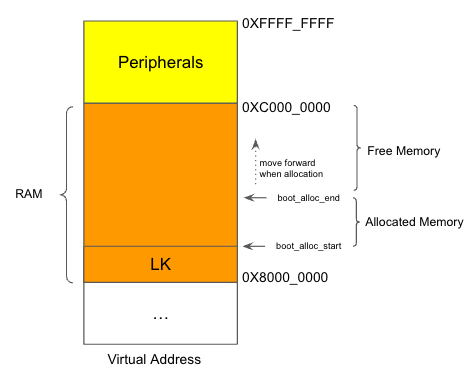 0XFFFF_FFFF
Peripherals
0XC000_0000
move forward
when allocation
Free Memory
RAM
boot_alloc_end
Allocated Memory
boot_alloc_start
LK
0X8000_0000
...
Virtual Address